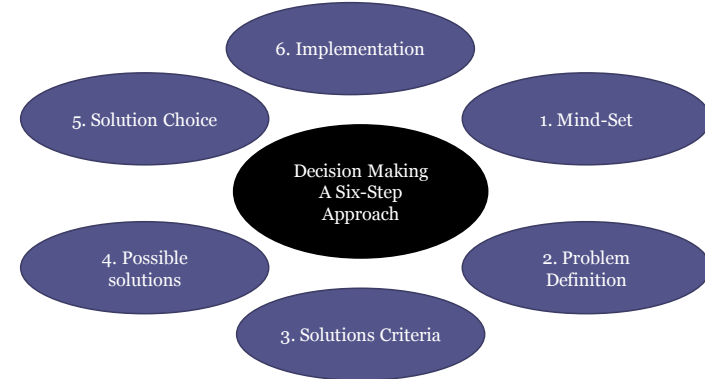 6. Implementation
5. Solution Choice
1. Mind-Set
Decision Making
A Six-Step
Approach
4. Possible
solutions
2. Problem
Definition
3. Solutions Criteria